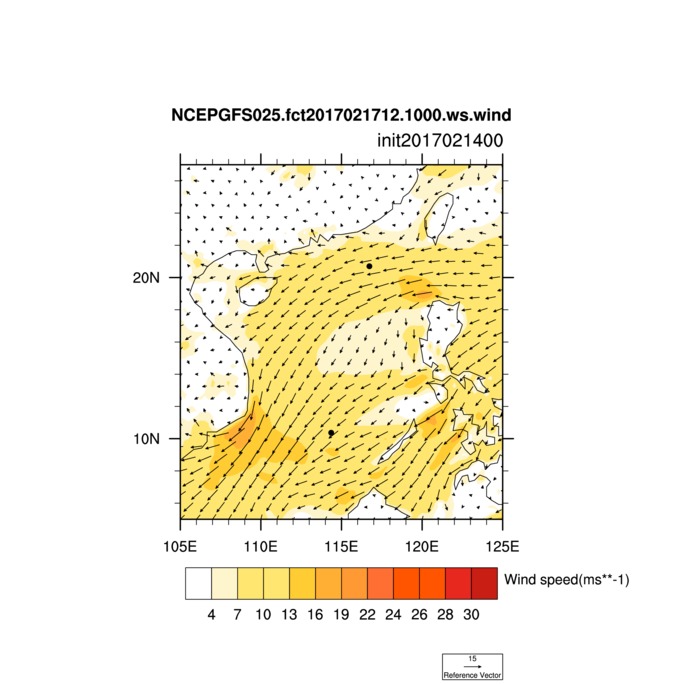 NCEPGFS025.fct2017021712.1000.ws.wind
init2017021400
20N
10N
105E 110E 115E 120E 125E
Wind speed(ms**-1)
4 7 10 13 16 19 22 24 26 28 30
15
Reference Vector